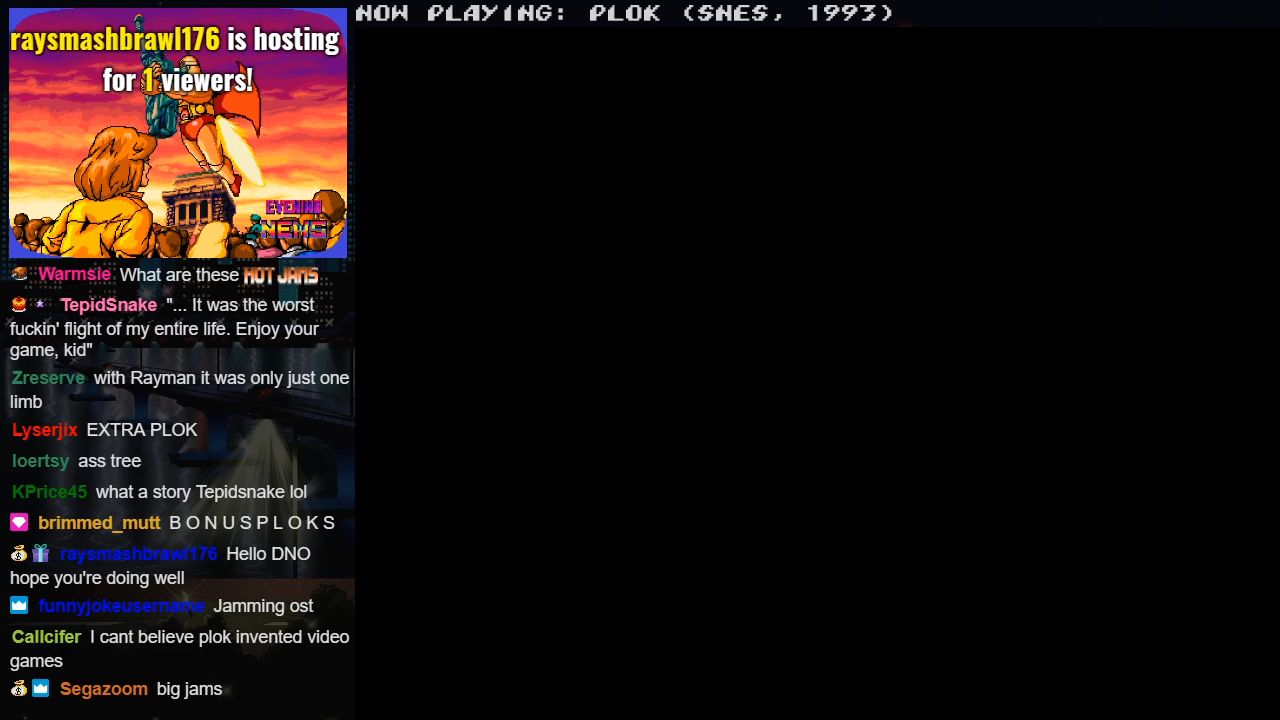 NOW PLAYING: PLOK (SNES, 1993)
raysmashbrawl176 is hosting
for 1 viewers!
EVENING
NEWS
Warmsie What are these HOT JAMS
TepidSnake "... It was the worst
fuckin' flight of my entire life. Enjoy your
game, kid"
Zreserve with Rayman it was only just one
limb
Lyserjix EXTRA PLOK
loertsy ass tree
KPrice45 what a story Tepidsnake lol
brimmed_mutt B O N U S P L O K S
raysmashbrawl176 Hello DNO
hope you're doing well
funnyjokeusername Jamming ost
Callcifer I cant believe plok invented video
games
Segazoom big jams